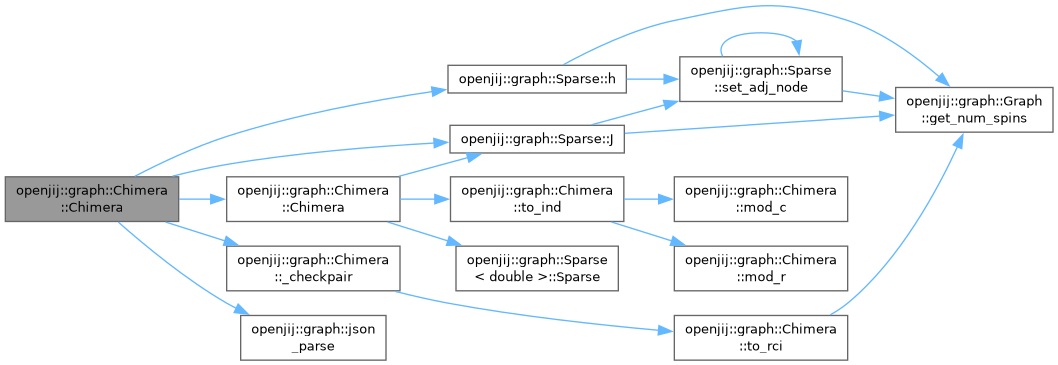 openjij::graph::Chimera
::Chimera
openjij::graph::Sparse::h
openjij::graph::Sparse::J
openjij::graph::Chimera
::Chimera
openjij::graph::Chimera
::_checkpair
openjij::graph::json
_parse
openjij::graph::Chimera
::to_ind
openjij::graph::Sparse
< double >::Sparse
openjij::graph::Sparse
::set_adj_node
openjij::graph::Chimera
::mod_c
openjij::graph::Chimera
::mod_r
openjij::graph::Chimera
::to_rci
openjij::graph::Graph
::get_num_spins